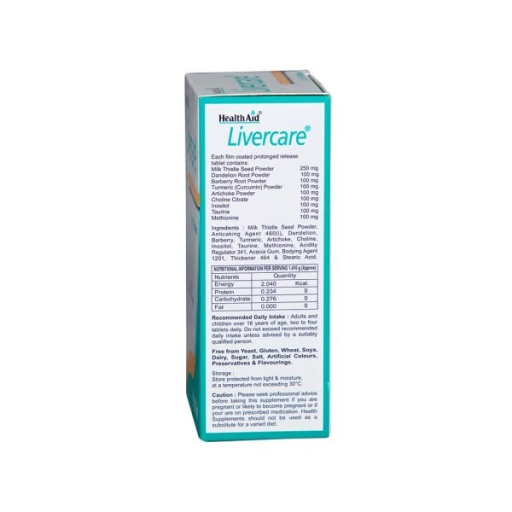 HealthAid
Livercare®
Each film coated prolonged release
tablet contains:
Milk Thistle Seed Powder 250 mg
Dandelion Root Powder 100 mg
Barberry Root Powder 100 mg
Turmeric (Curcumin) Powder 100 mg
Artichoke Powder 100 mg
Choline Citrate 100 mg
Inositol 100 mg
Taurine 100 mg
Methionine 100 mg
Ingredients : Milk Thistle Seed Powder,
Anticaking Agent 460(i), Dandelion,
Barberry, Turmeric, Artichoke, Choline,
Inositol, Taurine, Methionine, Acidity
Regulator 341, Acacia Gum, Bodying Agent
1201, Thickener 464 & Stearic Acid.
NUTRITIONAL INFORMATION PER SERVING 1.410 g (Approx)
Nutrients Quantity
Energy 2.040 Kcal.
Protein 0.234 g
Carbohydrate 0.276 g
Fat 0.000 g
Recommended Daily Intake : Adults and
children over 16 years of age, two to four
tablets daily. Do not exceed recommended
daily intake unless advised by a suitably
qualified person.
Free from Yeast, Gluten, Wheat, Soya,
Dairy, Sugar, Salt, Artificial Colours,
Preservatives & Flavourings.
Storage :
Store protected from light & moisture,
at a temperature not exceeding 30°C.
Caution : Please seek professional advice
before taking this supplement if you are
pregnant or likely to become pregnant or if
your are on prescribed medication. Health
Supplements should not be used as a
substitute for a varied diet.